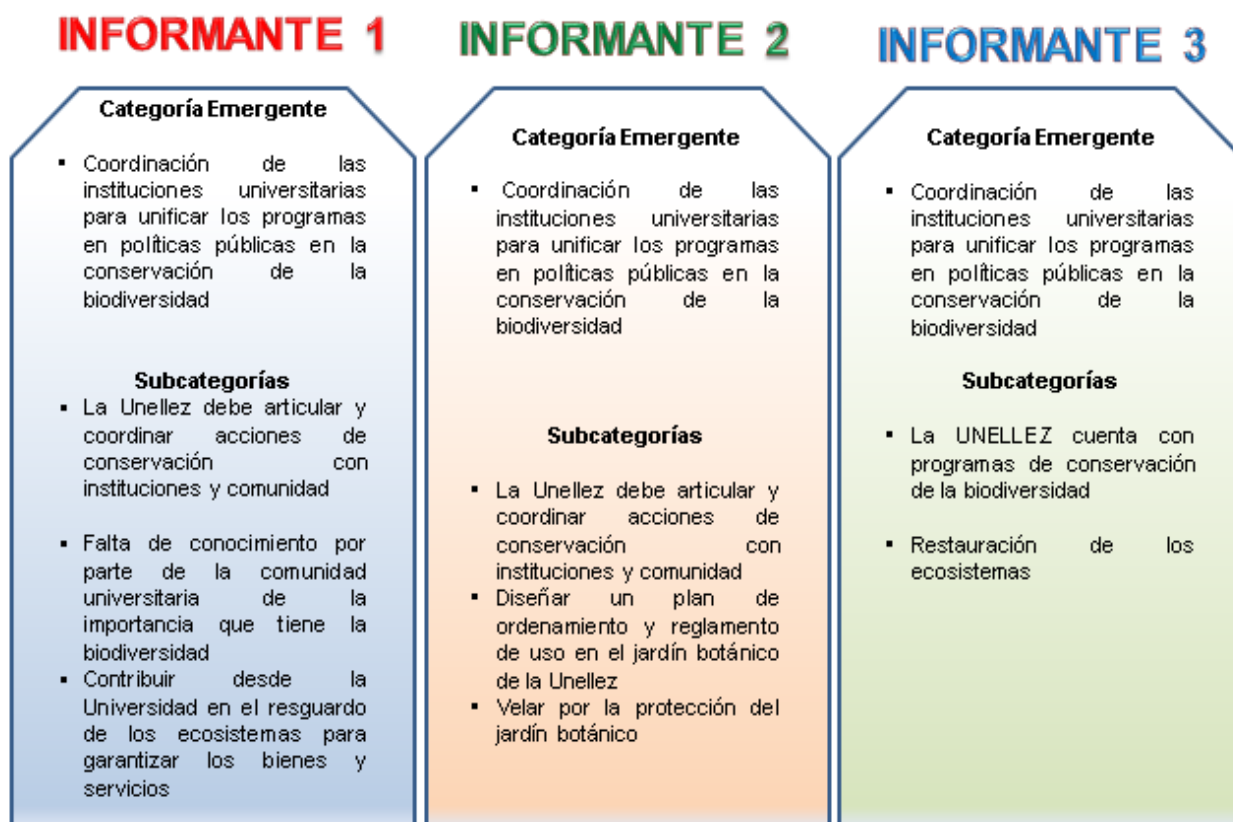 INFORMANTE 1
Categoría Emergente
▪ Coordinación de las
instituciones universitarias
para unificar los programas
en políticas públicas en la
conservación de la
biodiversidad
Subcategorías
▪ La Unellez debe articular y
coordinar acciones de
conservación con
instituciones y comunidad
▪ Falta de conocimiento por
parte de la comunidad
universitaria de la
importancia que tiene la
biodiversidad
▪ Contribuir desde la
Universidad en el resguardo
de los ecosistemas para
garantizar los bienes y
servicios
INFORMANTE 2
Categoría Emergente
▪ Coordinación de las
instituciones universitarias
para unificar los programas
en políticas públicas en la
conservación de la
biodiversidad
Subcategorías
▪ La Unellez debe articular y
coordinar acciones de
conservación con
instituciones y comunidad
▪ Diseñar un plan de
ordenamiento y reglamento
de uso en el jardín botánico
de la Unellez
▪ Velar por la protección del
jardín botánico
INFORMANTE 3
Categoría Emergente
▪ Coordinación de las
instituciones universitarias
para unificar los programas
en políticas públicas en la
conservación de la
biodiversidad
Subcategorías
▪ La UNELLEZ cuenta con
programas de conservación
de la biodiversidad
▪ Restauración de los
ecosistemas